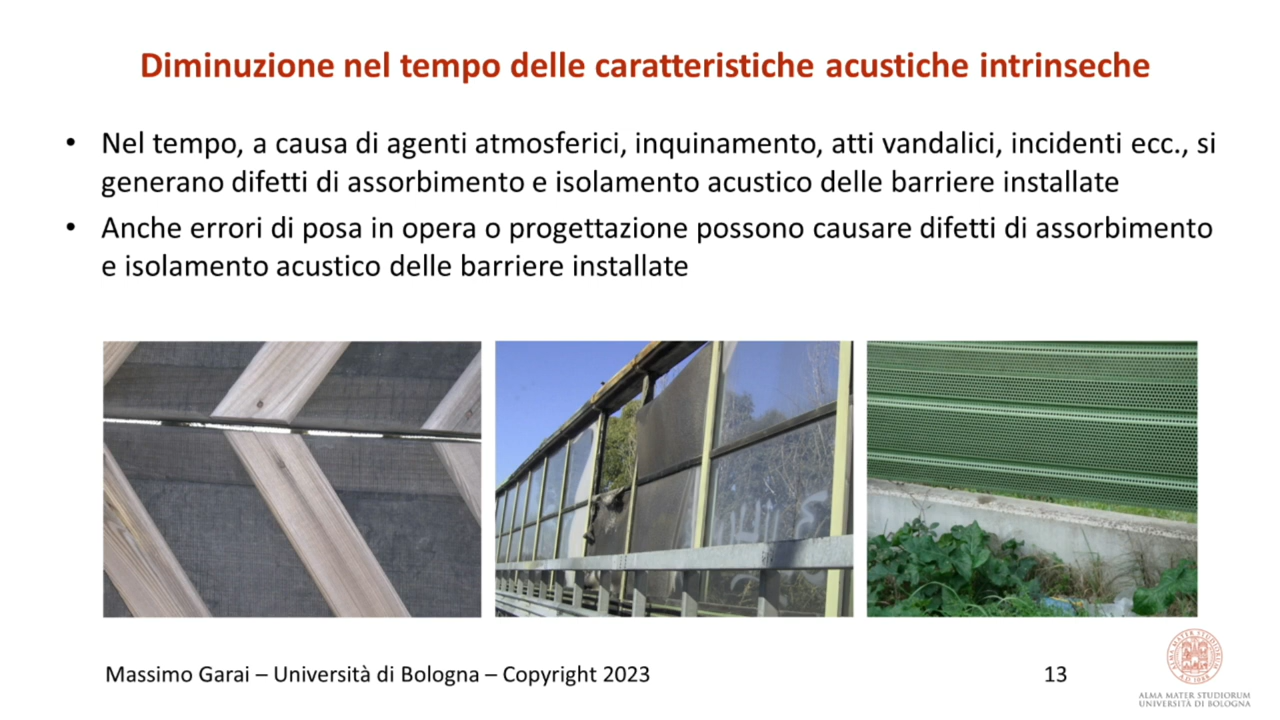 Diminuzione nel tempo delle caratteristiche acustiche intrinseche
• Nel tempo, a causa di agenti atmosferici, inquinamento, atti vandalici, incidenti ecc., si
generano difetti di assorbimento e isolamento acustico delle barriere installate
• Anche errori di posa in opera o progettazione possono causare difetti di assorbimento
e isolamento acustico delle barriere installate
Massimo Garai – Università di Bologna – Copyright 2023
13
ALMA MATER STUDIORUM
UNIVERSITÀ DI BOLOGNA